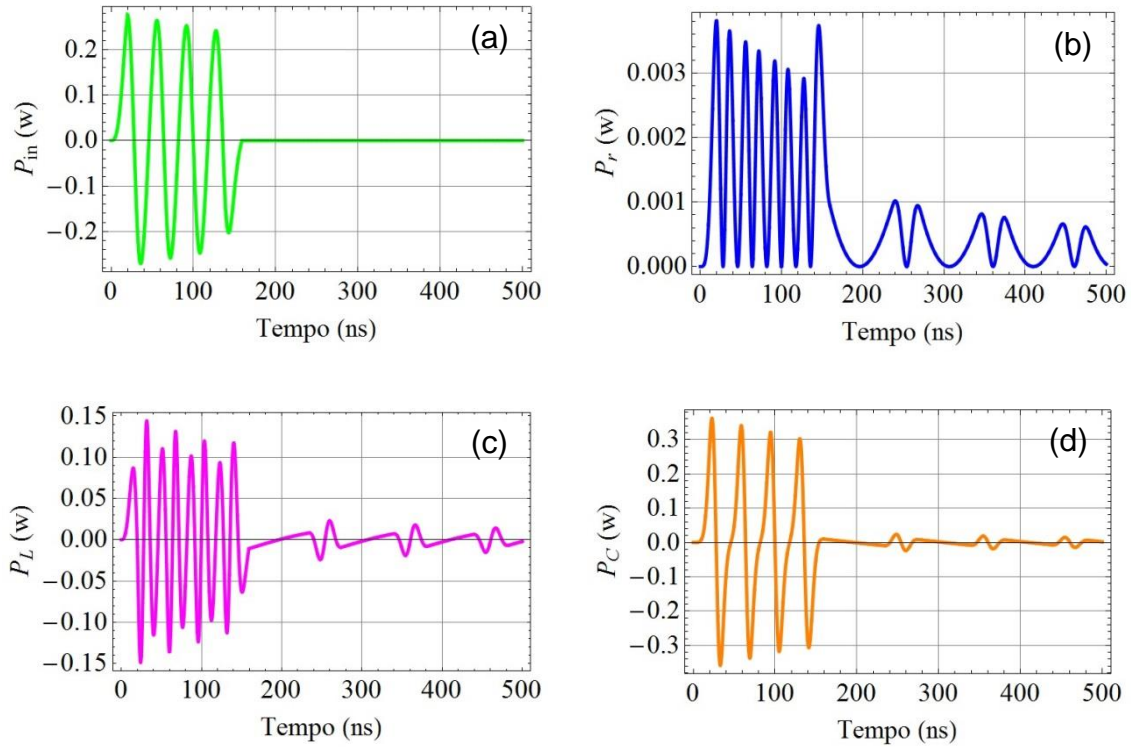 (a)
P_in (w)
0.2
0.1
0.0
−0.1
−0.2
0 100 200 300 400 500
Tempo (ns)
(b)
P_r (w)
0.003
0.002
0.001
0.000
0 100 200 300 400 500
Tempo (ns)
(c)
P_L (w)
0.15
0.10
0.05
0.00
−0.05
−0.10
−0.15
0 100 200 300 400 500
Tempo (ns)
(d)
P_C (w)
0.3
0.2
0.1
0.0
−0.1
−0.2
−0.3
0 100 200 300 400 500
Tempo (ns)